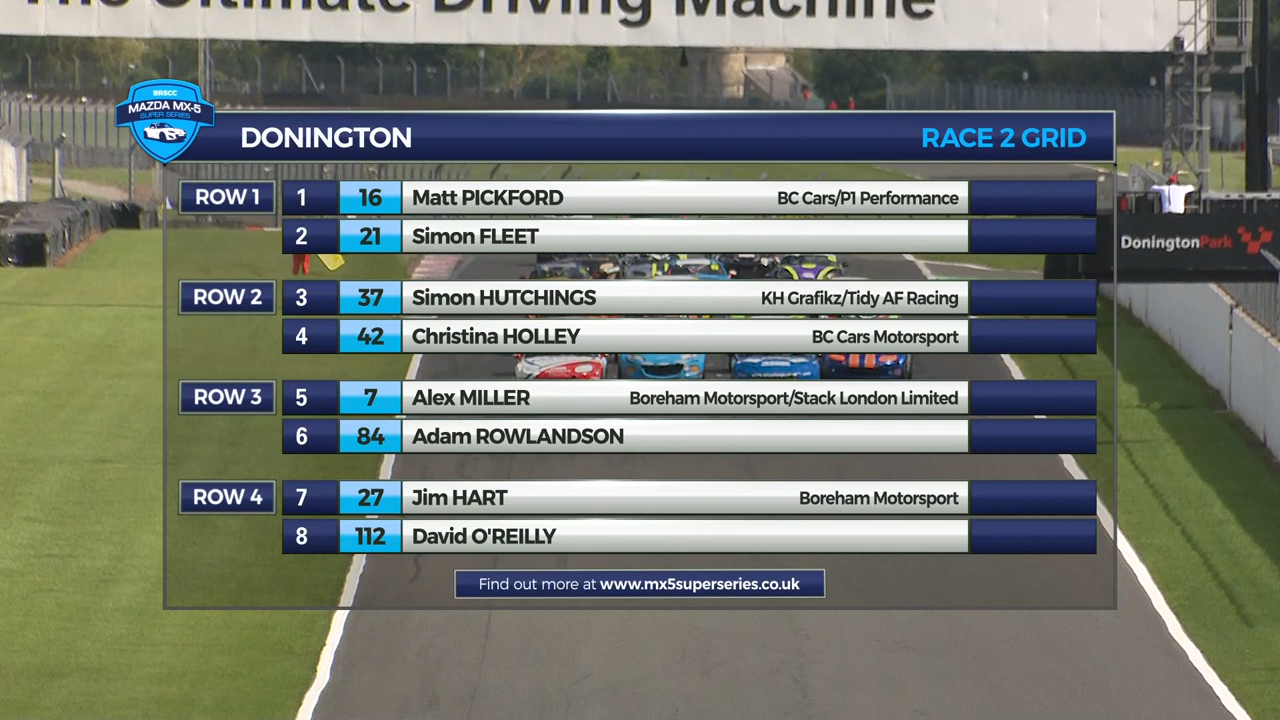 The Ultimate Driving Machine
BRSCC
MAZDA MX-5
SUPER SERIES
DONINGTON
RACE 2 GRID
ROW 1
1 16 Matt PICKFORD BC Cars/P1 Performance
2 21 Simon FLEET
DoningtonPark
ROW 2
3 37 Simon HUTCHINGS KH Grafikz/Tidy AF Racing
4 42 Christina HOLLEY BC Cars Motorsport
ROW 3
5 7 Alex MILLER Boreham Motorsport/Stack London Limited
6 84 Adam ROWLANDSON
ROW 4
7 27 Jim HART Boreham Motorsport
8 112 David O'REILLY
Find out more at www.mx5superseries.co.uk